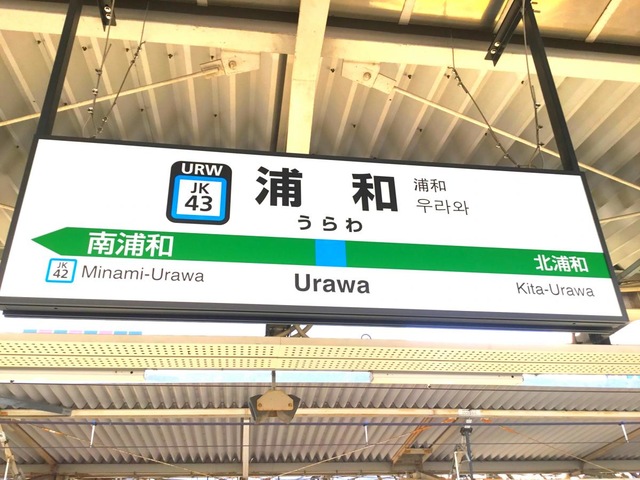 URW
JK
43
浦和
浦和
우라와
うらわ
南浦和
北浦和
JK
42
Minami-Urawa
Urawa
Kita-Urawa